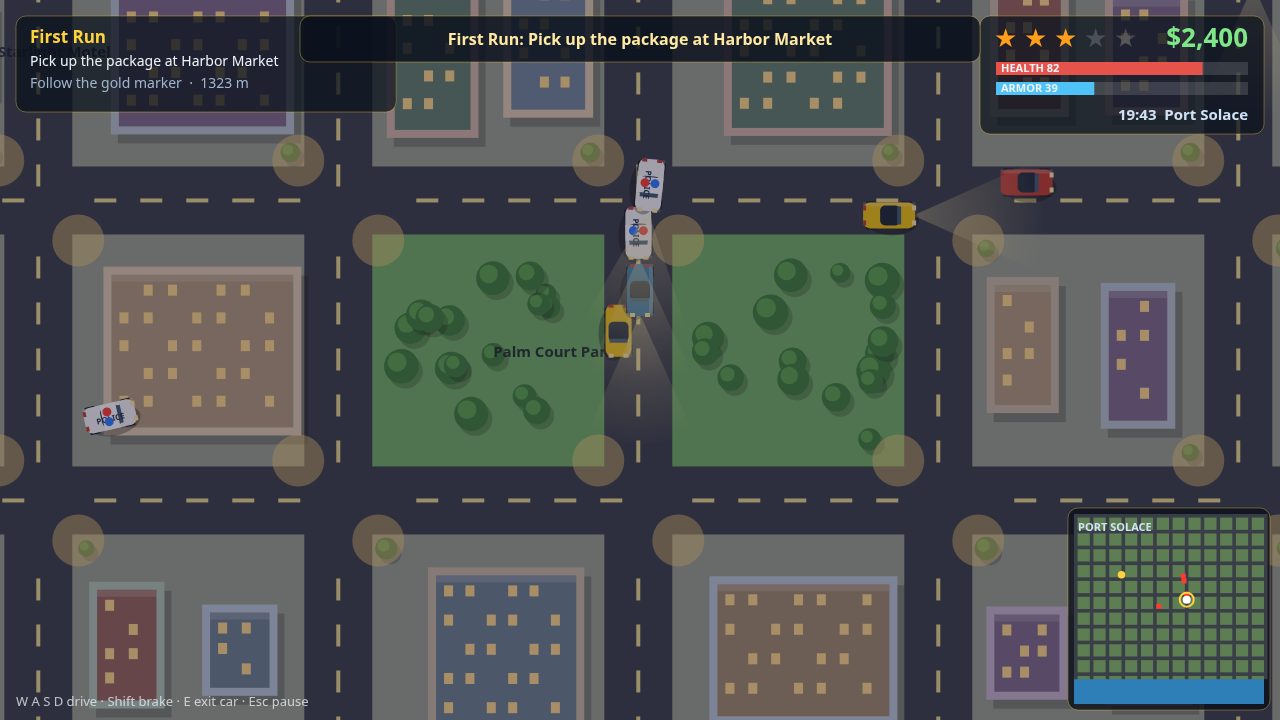 First Run
Pick up the package at Harbor Market
Follow the gold marker · 1323 m
First Run: Pick up the package at Harbor Market
$2,400
HEALTH 82
ARMOR 39
19:43 Port Solace
POLICE
POLICE
Palm Court Par
POLICE
PORT SOLACE
W A S D drive · Shift brake · E exit car · Esc pause